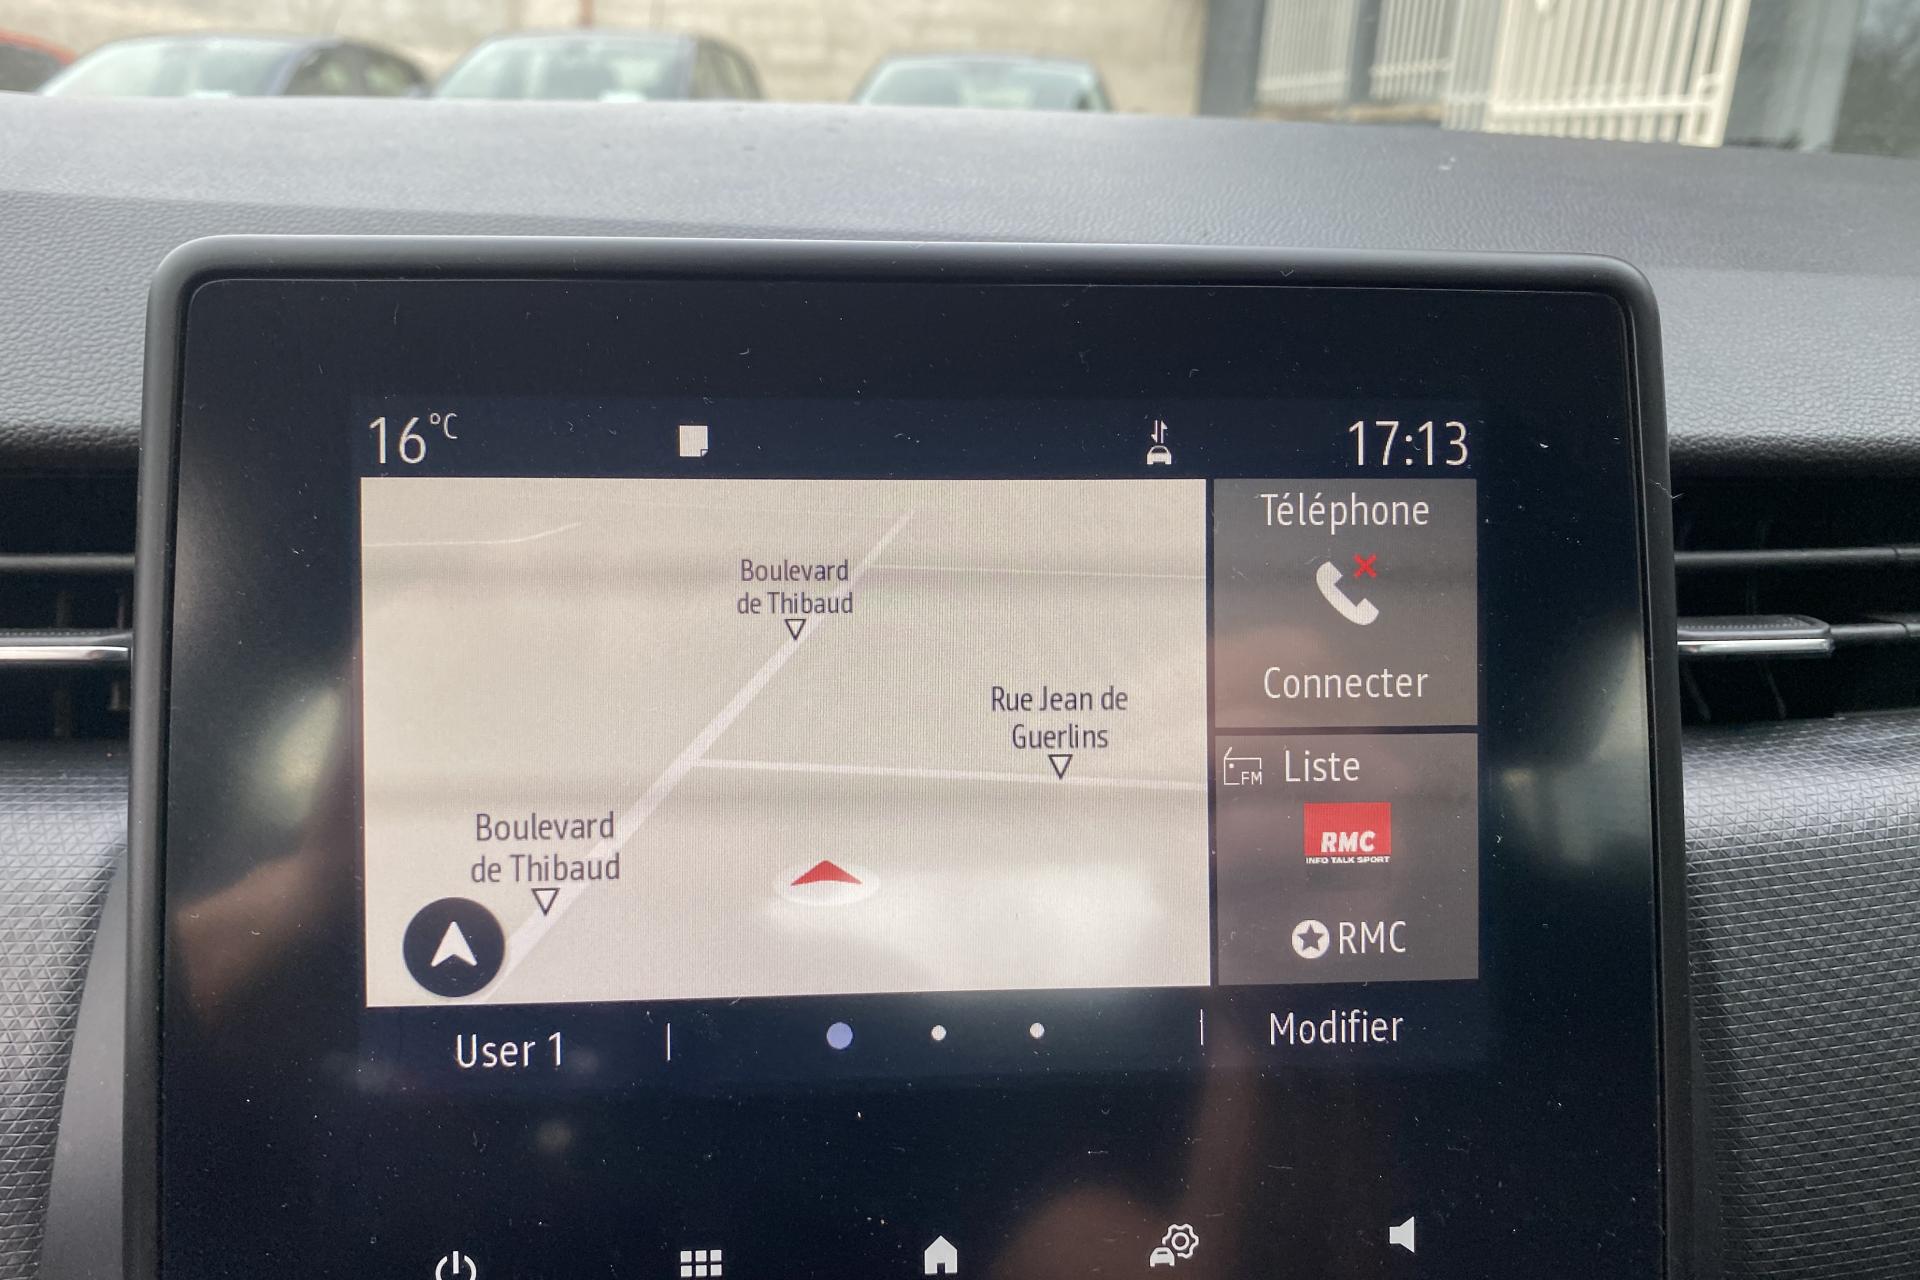 16°C
17:13
Boulevard
de Thibaud
Rue Jean de
Guerlins
Boulevard
de Thibaud
Téléphone
Connecter
FM Liste
RMC
INFO TALK SPORT
RMC
User 1
Modifier